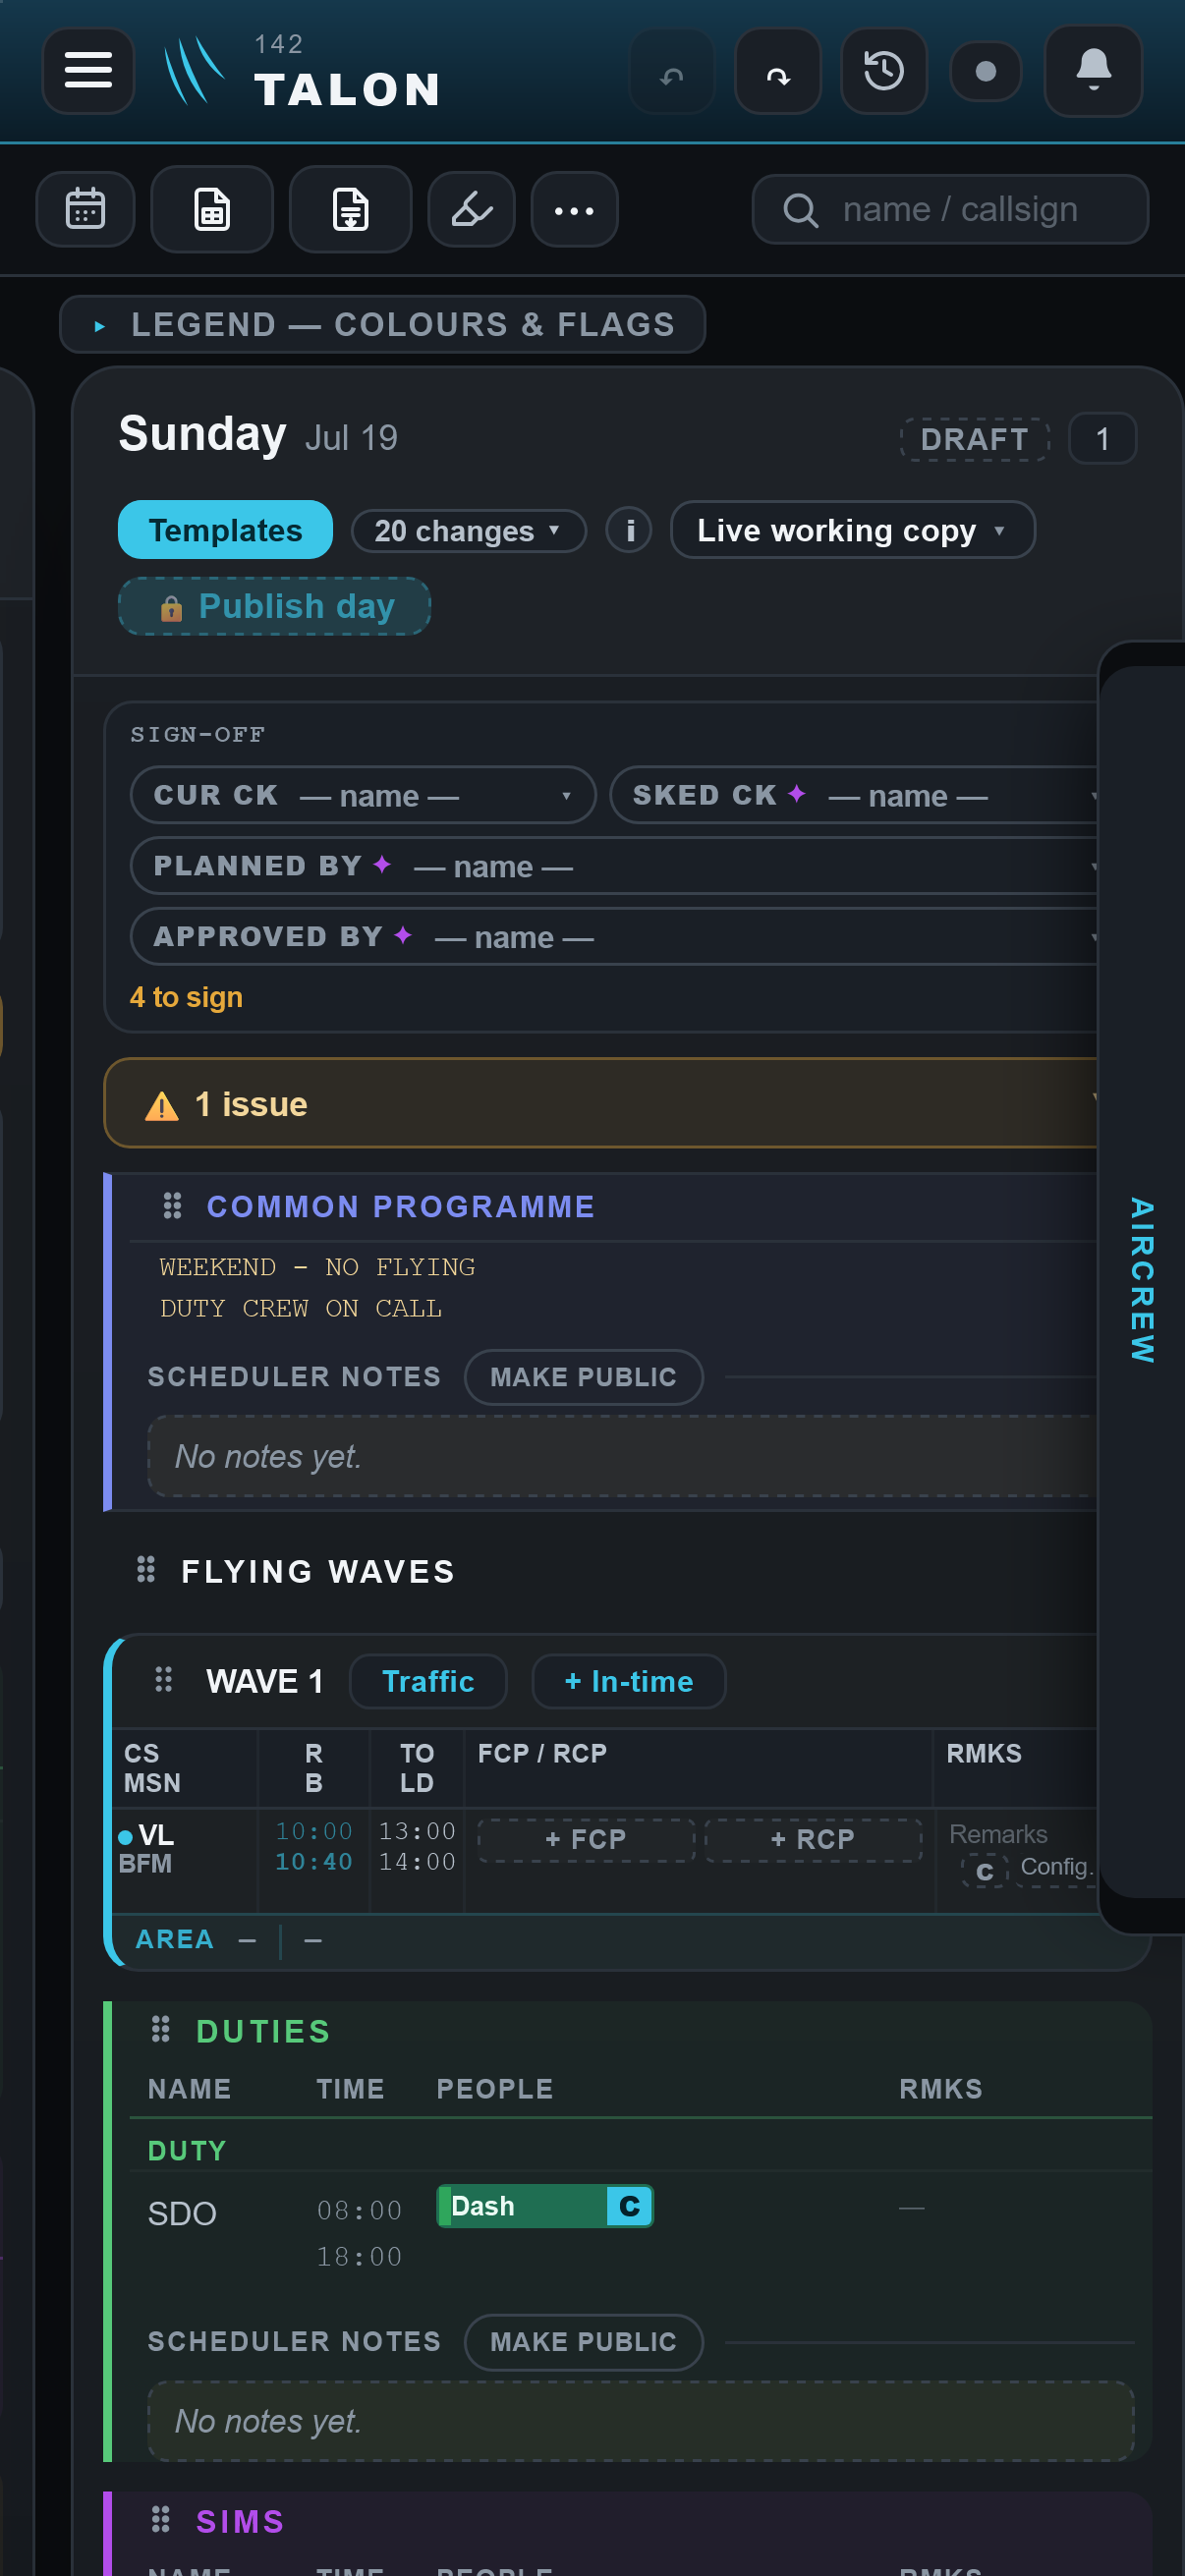 142
TALON
name / callsign
LEGEND — COLOURS & FLAGS
Sunday Jul 19 DRAFT 1
Templates 20 changes i Live working copy
Publish day
SIGN-OFF
CUR CK — name — SKED CK — name —
PLANNED BY — name —
APPROVED BY — name —
4 to sign
1 issue
COMMON PROGRAMME
WEEKEND - NO FLYING
DUTY CREW ON CALL
AIRCREW
SCHEDULER NOTES MAKE PUBLIC
No notes yet.
FLYING WAVES
WAVE 1 Traffic + In-time
CS R TO FCP / RCP RMKS
MSN B LD
VL 10:00 13:00 + FCP + RCP Remarks
BFM 10:40 14:00 C Config.
AREA — —
DUTIES
NAME TIME PEOPLE RMKS
DUTY
SDO 08:00 Dash C —
18:00
SCHEDULER NOTES MAKE PUBLIC
No notes yet.
SIMS
NAME TIME PEOPLE RMKS